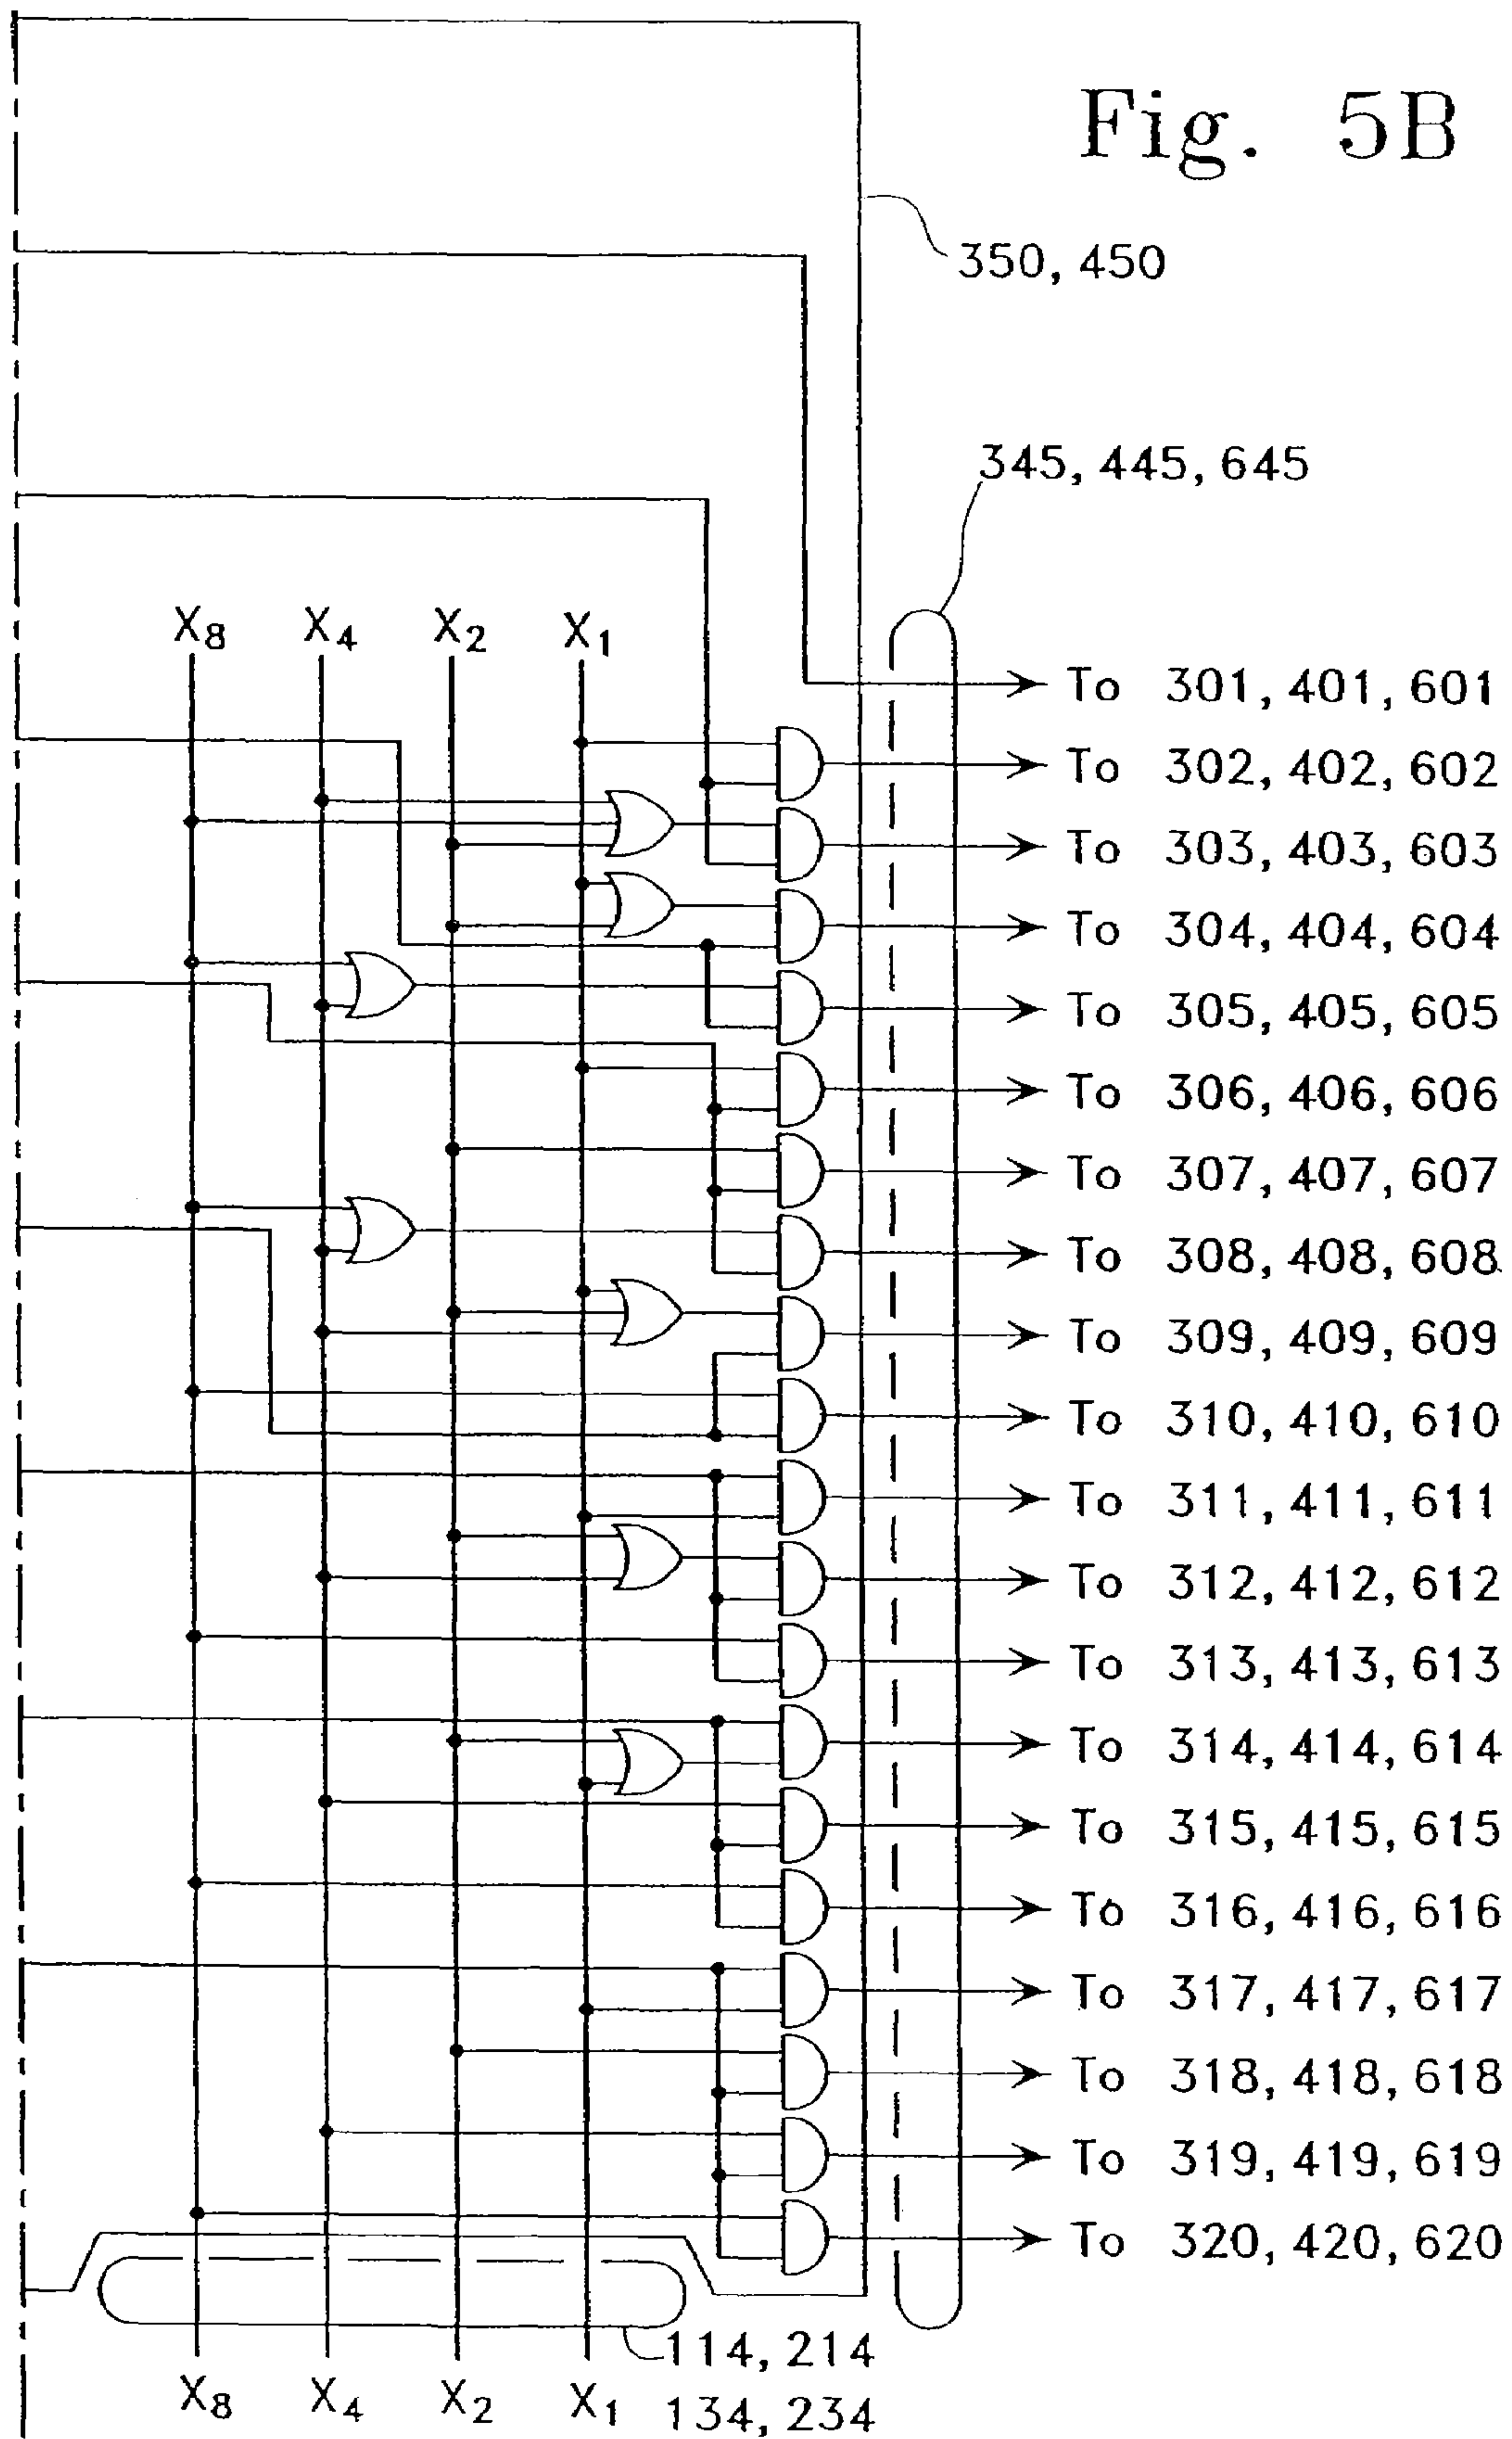 Fig. 5B
350, 450
345, 445, 645
X8 X4 X2 X1
To 301, 401, 601
To 302, 402, 602
To 303, 403, 603
To 304, 404, 604
To 305, 405, 605
To 306, 406, 606
To 307, 407, 607
To 308, 408, 608
To 309, 409, 609
To 310, 410, 610
To 311, 411, 611
To 312, 412, 612
To 313, 413, 613
To 314, 414, 614
To 315, 415, 615
To 316, 416, 616
To 317, 417, 617
To 318, 418, 618
To 319, 419, 619
To 320, 420, 620
114, 214
X8 X4 X2 X1 134, 234